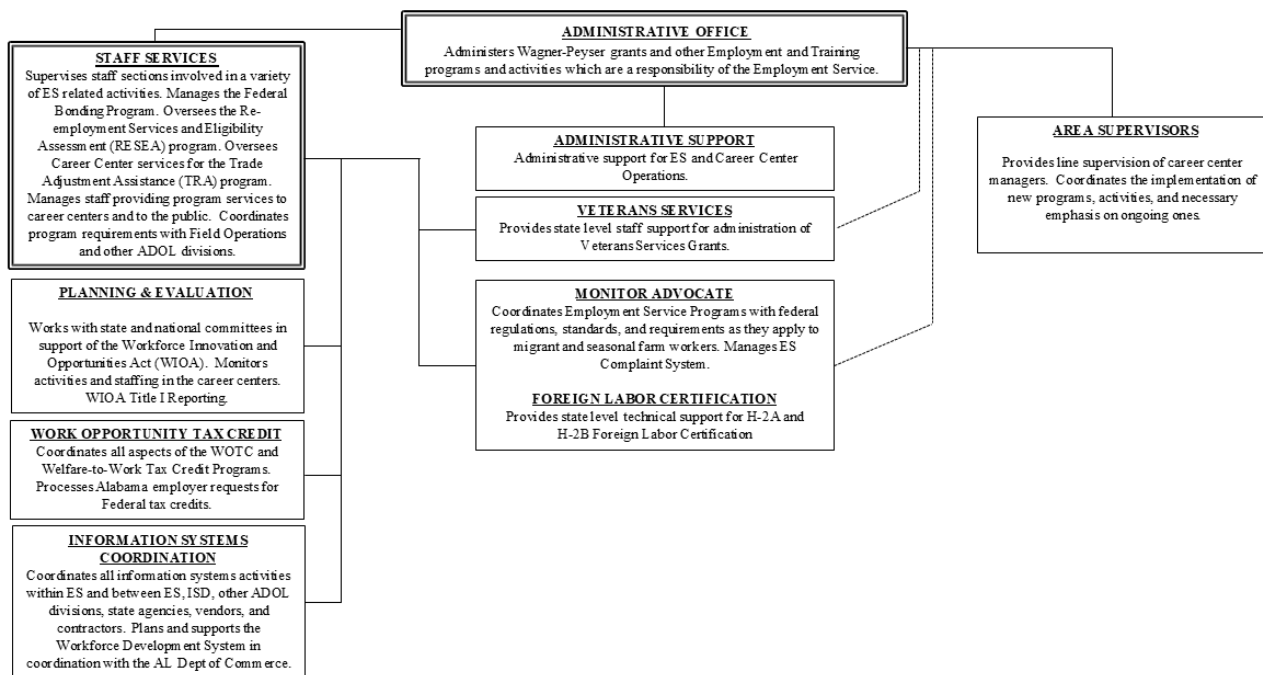 ADMINISTRATIVE OFFICE
Administers Wagner-Peyser grants and other Employment and Training
programs and activities which are a responsibility of the Employment Service.
STAFF SERVICES
Supervises staff sections involved in a variety
of ES related activities. Manages the Federal
Bonding Program. Oversees the Re-
employment Services and Eligibility
Assessment (RESEA) program. Oversees
Career Center services for the Trade
Adjustment Assistance (TRA) program.
Manages staff providing program services to
career centers and to the public. Coordinates
program requirements with Field Operations
and other ADOL divisions.
ADMINISTRATIVE SUPPORT
Administrative support for ES and Career Center
Operations.
AREA SUPERVISORS
Provides line supervision of career center
managers. Coordinates the implementation of
new programs, activities, and necessary
emphasis on ongoing ones.
VETERANS SERVICES
Provides state level staff support for administration of
Veterans Services Grants.
PLANNING & EVALUATION
Works with state and national committees in
support of the Workforce Innovation and
Opportunities Act (WIOA). Monitors
activities and staffing in the career centers.
WIOA Title I Reporting.
MONITOR ADVOCATE
Coordinates Employment Service Programs with federal
regulations, standards, and requirements as they apply to
migrant and seasonal farm workers. Manages ES
Complaint System.
FOREIGN LABOR CERTIFICATION
Provides state level technical support for H-2A and
H-2B Foreign Labor Certification
WORK OPPORTUNITY TAX CREDIT
Coordinates all aspects of the WOTC and
Welfare-to-Work Tax Credit Programs.
Processes Alabama employer requests for
Federal tax credits.
INFORMATION SYSTEMS
COORDINATION
Coordinates all information systems activities
within ES and between ES, ISD, other ADOL
divisions, state agencies, vendors, and
contractors. Plans and supports the
Workforce Development System in
coordination with the AL Dept of Commerce.